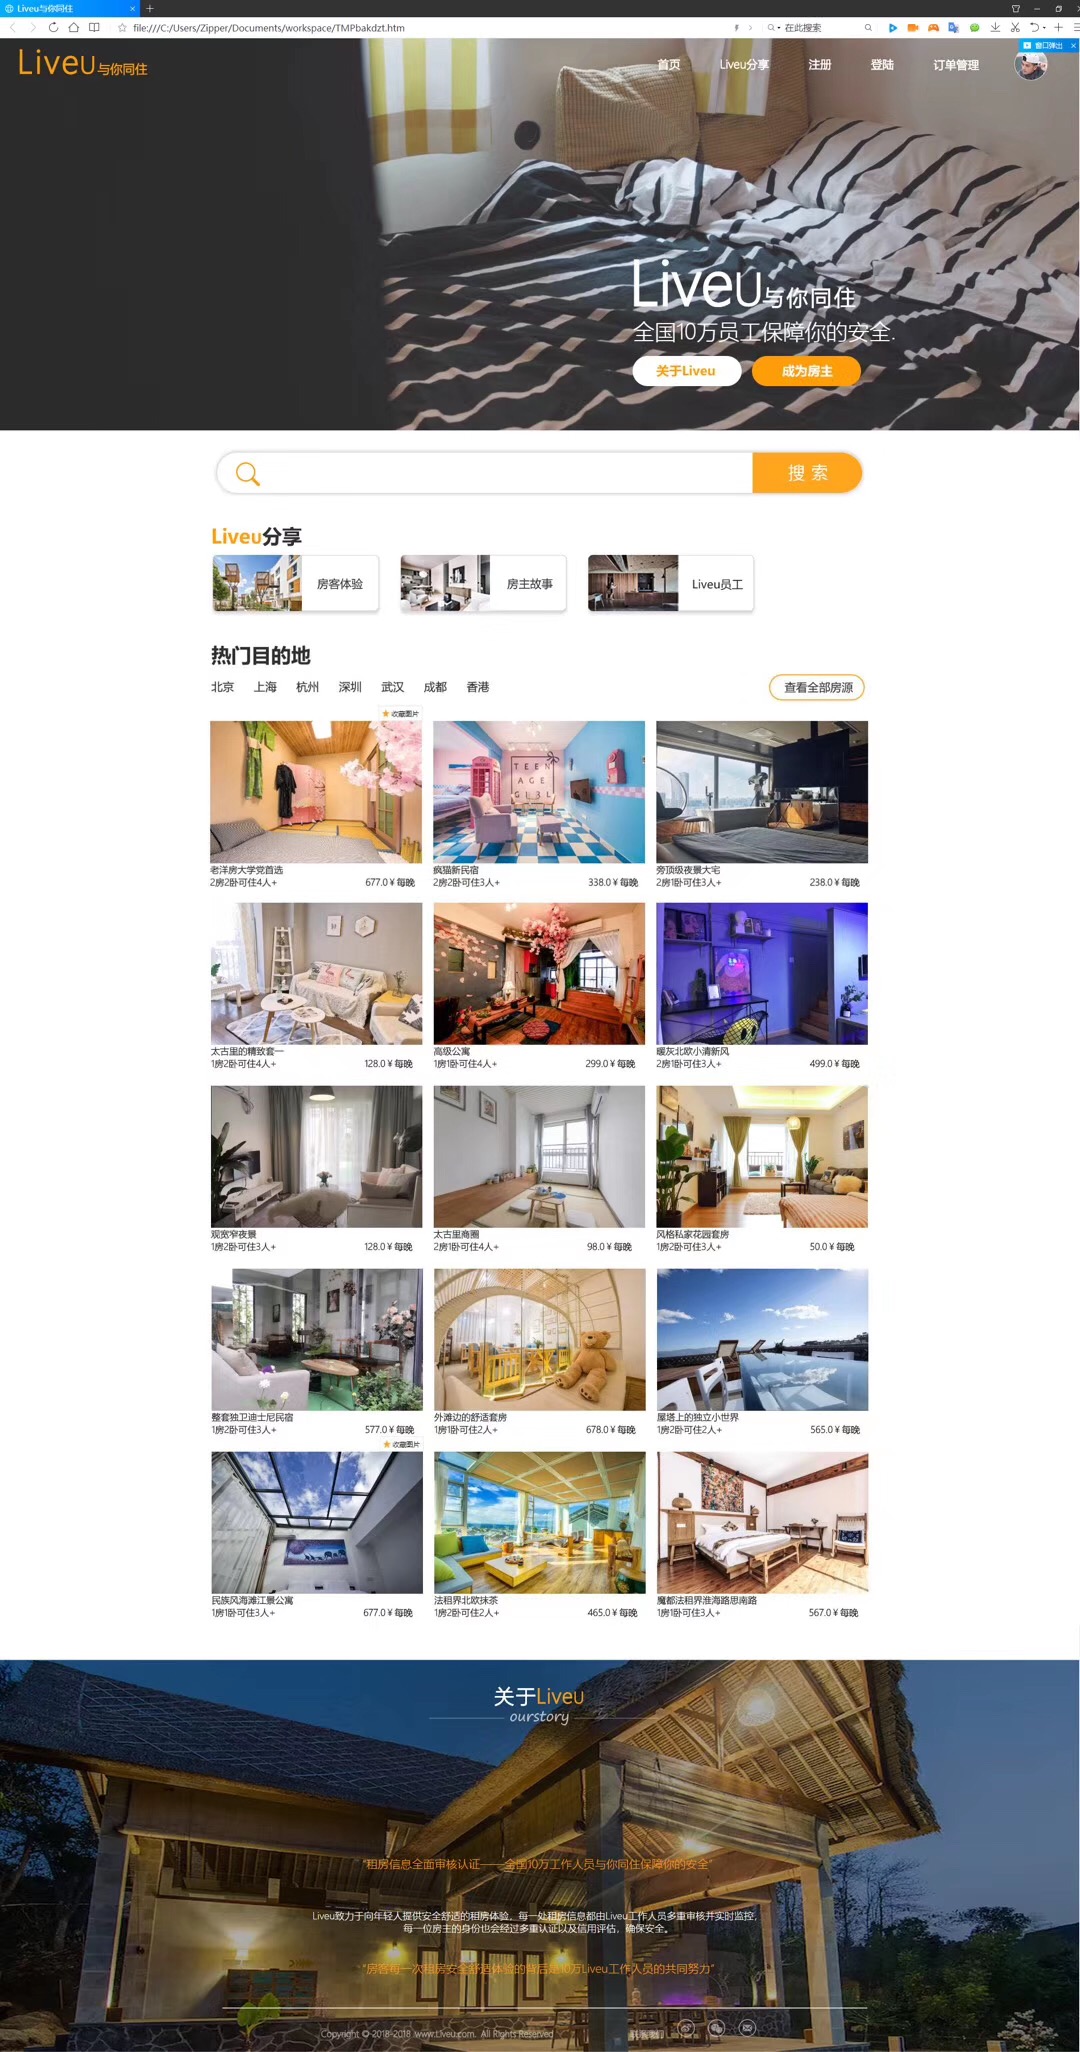 Liveu与你同住
file:///C:/Users/Zipper/Documents/workspace/TMPbakdzt.htm
在此搜索
窗口弹出
Liveu与你同住
首页 Liveu分享 注册 登陆 订单管理
Liveu与你同住
全国10万员工保障你的安全.
关于Liveu 成为房主
搜 索
Liveu分享
房客体验 房主故事 Liveu员工
热门目的地
北京 上海 杭州 深圳 武汉 成都 香港 查看全部房源
收藏图片
TEEN
AGE
GIRL
老洋房大学党首选 疯猫新民宿 旁顶级夜景大宅
2房2卧可住4人+ 677.0 ¥ 每晚 2房2卧可住3人+ 338.0 ¥ 每晚 2房1卧可住3人+ 238.0 ¥ 每晚
太古里的精致套一 高级公寓 暖灰北欧小清新风
1房2卧可住4人+ 128.0 ¥ 每晚 1房1卧可住4人+ 299.0 ¥ 每晚 2房1卧可住3人+ 499.0 ¥ 每晚
观宽窄夜景 太古里商圈 风格私家花园套房
1房2卧可住3人+ 128.0 ¥ 每晚 2房1卧可住4人+ 98.0 ¥ 每晚 1房2卧可住3人+ 50.0 ¥ 每晚
整套独卫迪士尼民宿 外滩边的舒适套房 屋塔上的独立小世界
1房2卧可住3人+ 577.0 ¥ 每晚 1房1卧可住2人+ 678.0 ¥ 每晚 1房2卧可住2人+ 565.0 ¥ 每晚
收藏图片
民族风海滩江景公寓 法租界北欧抹茶 魔都法租界淮海路思南路
1房1卧可住3人+ 677.0 ¥ 每晚 1房2卧可住2人+ 465.0 ¥ 每晚 1房1卧可住3人+ 567.0 ¥ 每晚
关于Liveu
ourstory
“租房信息全面审核认证——全国10万工作人员与你同住保障你的安全”
Liveu致力于向年轻人提供安全舒适的租房体验，每一处租房信息都由Liveu工作人员多重审核并实时监控，
每一位房主的身份也会经过多重认证以及信用评估，确保安全。
“房客每一次租房安全舒适体验的背后是10万Liveu工作人员的共同努力”
Copyright © 2018-2018 www.Liveu.com. All Rights Reserved